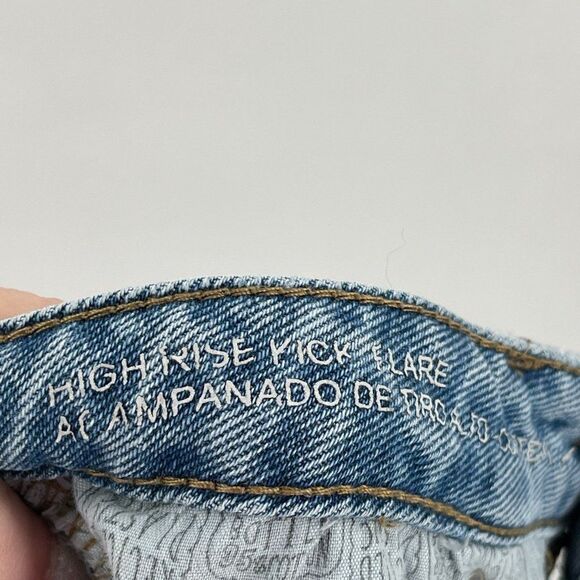 HIGH RISE KICK FLARE
ACAMPANADO DE TIRO ALTO